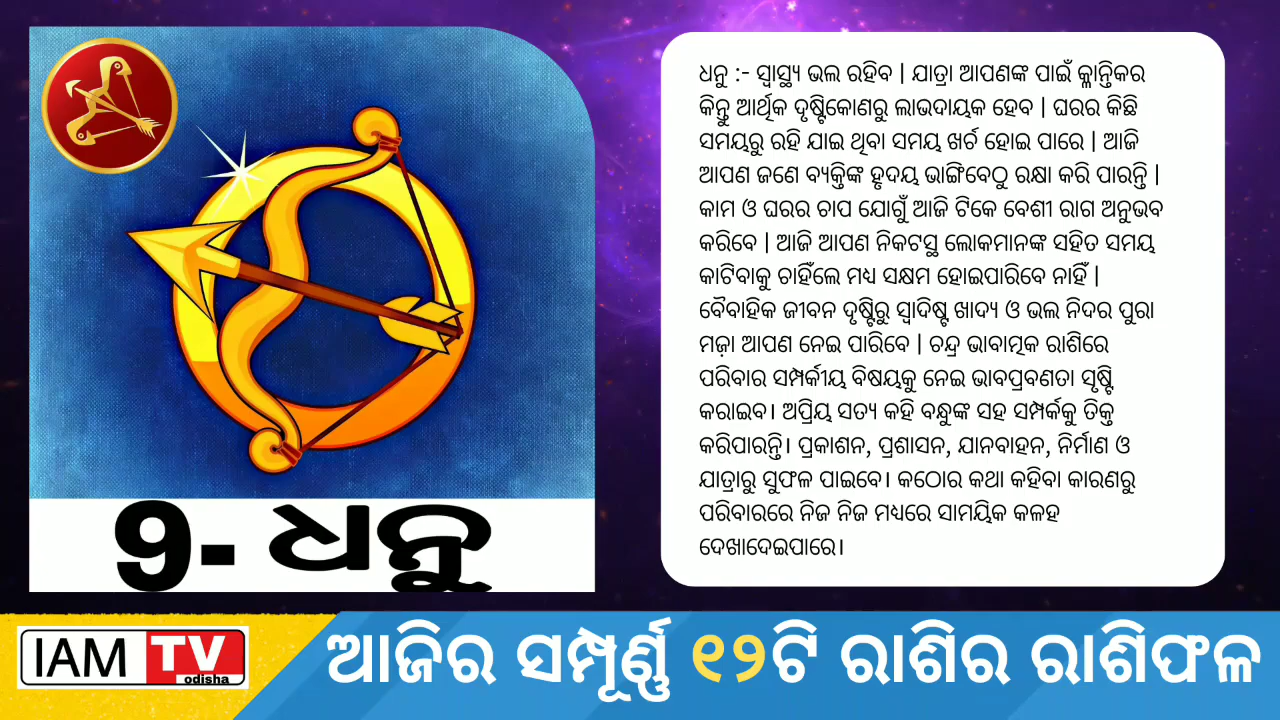 ଧନୁ :- ସ୍ୱାସ୍ଥ୍ୟ ଭଲ ରହିବ | ଯାତ୍ରା ଆପଣଙ୍କ ପାଇଁ କ୍ଳାନ୍ତିକର
କିନ୍ତୁ ଆର୍ଥିକ ଦୃଷ୍ଟିକୋଣରୁ ଲାଭଦାୟକ ହେବ | ଘରର କିଛି
ସମୟରୁ ରହି ଯାଇ ଥିବା ସମୟ ଖର୍ଚ ହୋଇ ପାରେ | ଆଜି
ଆପଣ ଜଣେ ବ୍ୟକ୍ତିଙ୍କ ହୃଦୟ ଭାଙ୍ଗିବେଠୁ ରକ୍ଷା କରି ପାରନ୍ତି |
କାମ ଓ ଘରର ଚାପ ଯୋଗୁଁ ଆଜି ଟିକେ ବେଶୀ ରାଗ ଅନୁଭବ
କରିବେ | ଆଜି ଆପଣ ନିକଟସ୍ଥ ଲୋକମାନଙ୍କ ସହିତ ସମୟ
କାଟିବାକୁ ଚାହିଁଲେ ମଧ୍ୟ ସକ୍ଷମ ହୋଇପାରିବେ ନାହିଁ |
ବୈବାହିକ ଜୀବନ ଦୃଷ୍ଟିରୁ ସ୍ୱାଦିଷ୍ଟ ଖାଦ୍ୟ ଓ ଭଲ ନିଦର ପୁରା
ମଜ଼ା ଆପଣ ନେଇ ପାରିବେ | ଚନ୍ଦ୍ର ଭାବାତ୍ମକ ରାଶିରେ
ପରିବାର ସମ୍ପର୍କୀୟ ବିଷୟକୁ ନେଇ ଭାବପ୍ରବଣତା ସୃଷ୍ଟି
କରାଇବ। ଅପ୍ରିୟ ସତ୍ୟ କହି ବନ୍ଧୁଙ୍କ ସହ ସମ୍ପର୍କକୁ ତିକ୍ତ
କରିପାରନ୍ତି। ପ୍ରକାଶନ, ପ୍ରଶାସନ, ଯାନବାହନ, ନିର୍ମାଣ ଓ
ଯାତ୍ରାରୁ ସୁଫଳ ପାଇବେ। କଠୋର କଥା କହିବା କାରଣରୁ
ପରିବାରରେ ନିଜ ନିଜ ମଧ୍ୟରେ ସାମୟିକ କଳହ
ଦେଖାଦେଇପାରେ।
9- ଧନୁ
IAM TV
odisha
ଆଜିର ସମ୍ପୂର୍ଣ୍ଣ ୧୨ଟି ରାଶିର ରାଶିଫଳ